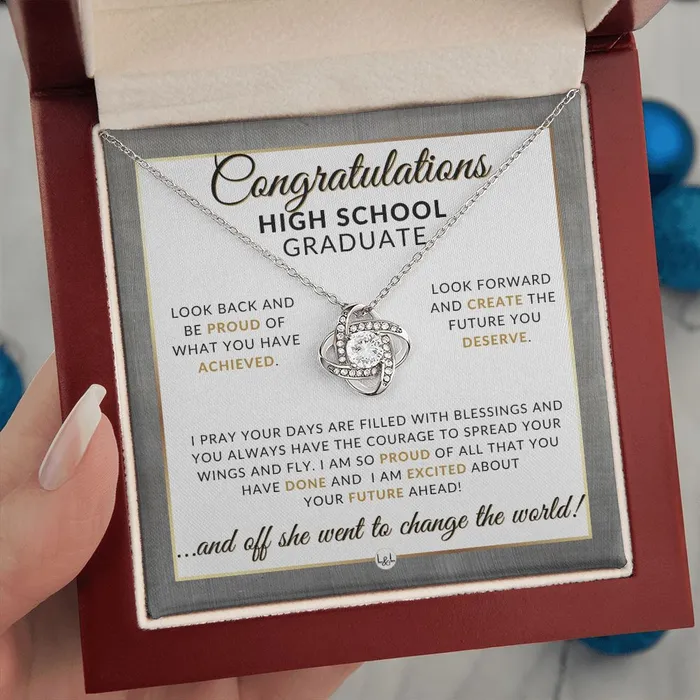 Congratulations
HIGH SCHOOL
GRADUATE
LOOK BACK AND
BE PROUD OF
WHAT YOU HAVE
ACHIEVED.
LOOK FORWARD
AND CREATE THE
FUTURE YOU
DESERVE.
I PRAY YOUR DAYS ARE FILLED WITH BLESSINGS AND
YOU ALWAYS HAVE THE COURAGE TO SPREAD YOUR
WINGS AND FLY. I AM SO PROUD OF ALL THAT YOU
HAVE DONE AND I AM EXCITED ABOUT
YOUR FUTURE AHEAD!
...and off she went to change the world!
L&L